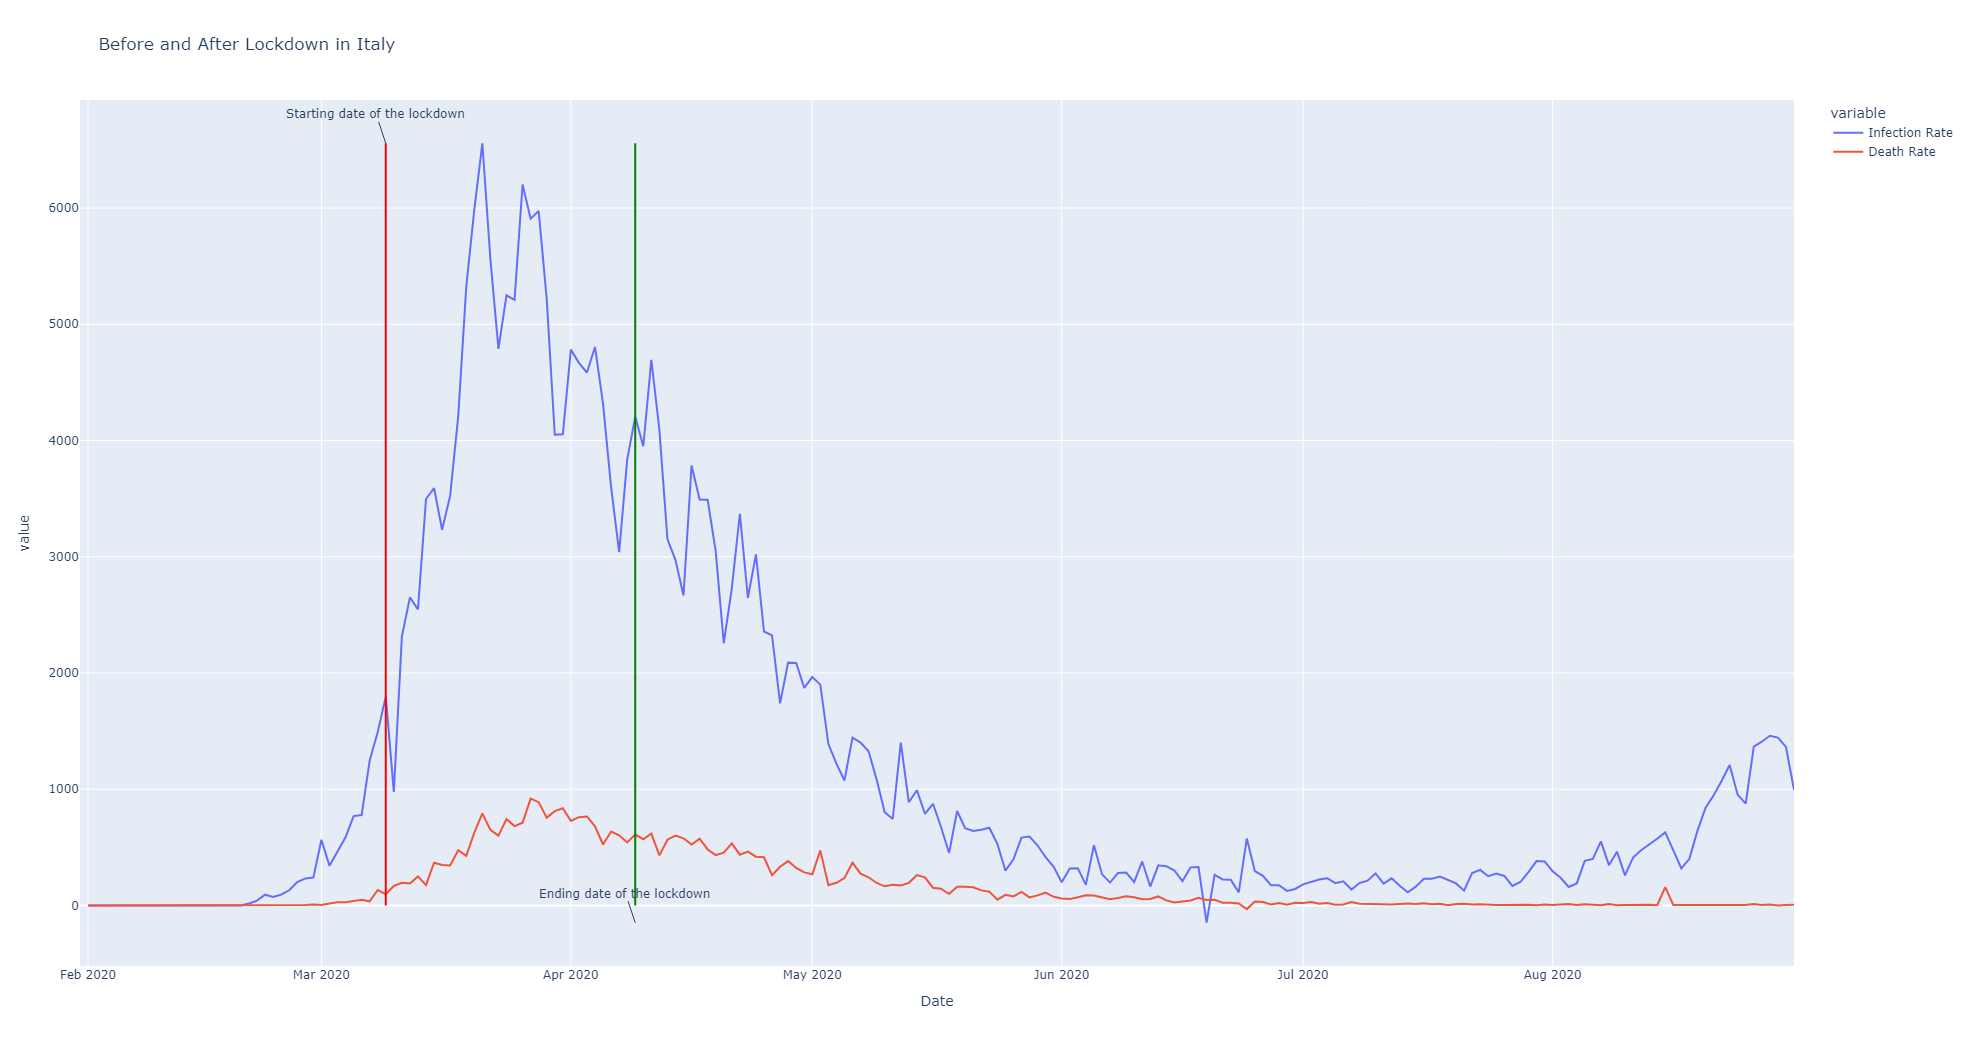 Before and After Lockdown in Italy
Starting date of the lockdown
variable
Infection Rate
Death Rate
6000
5000
4000
3000
2000
1000
0
value
Ending date of the lockdown
Feb 2020
Mar 2020
Apr 2020
May 2020
Jun 2020
Jul 2020
Aug 2020
Date